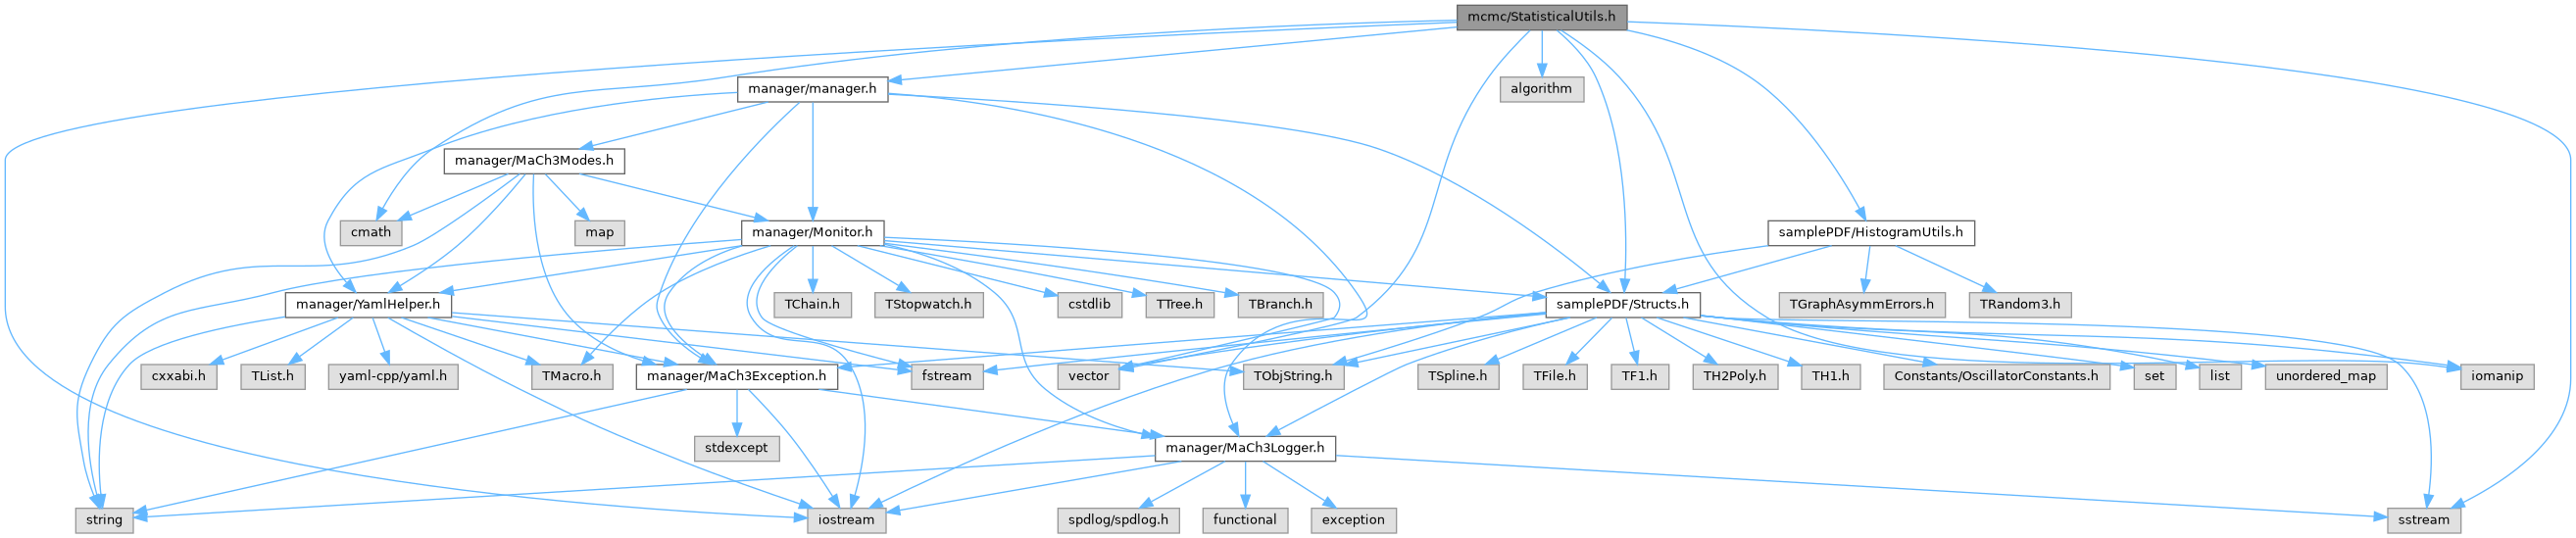 mcmc/StatisticalUtils.h
manager/manager.h
algorithm
manager/MaCh3Modes.h
cmath
map
manager/Monitor.h
samplePDF/HistogramUtils.h
manager/YamlHelper.h
TChain.h
TStopwatch.h
cstdlib
TTree.h
TBranch.h
samplePDF/Structs.h
TGraphAsymmErrors.h
TRandom3.h
cxxabi.h
TList.h
yaml-cpp/yaml.h
TMacro.h
manager/MaCh3Exception.h
fstream
vector
TObjString.h
TSpline.h
TFile.h
TF1.h
TH2Poly.h
TH1.h
Constants/OscillatorConstants.h
set
list
unordered_map
iomanip
stdexcept
manager/MaCh3Logger.h
string
iostream
spdlog/spdlog.h
functional
exception
sstream